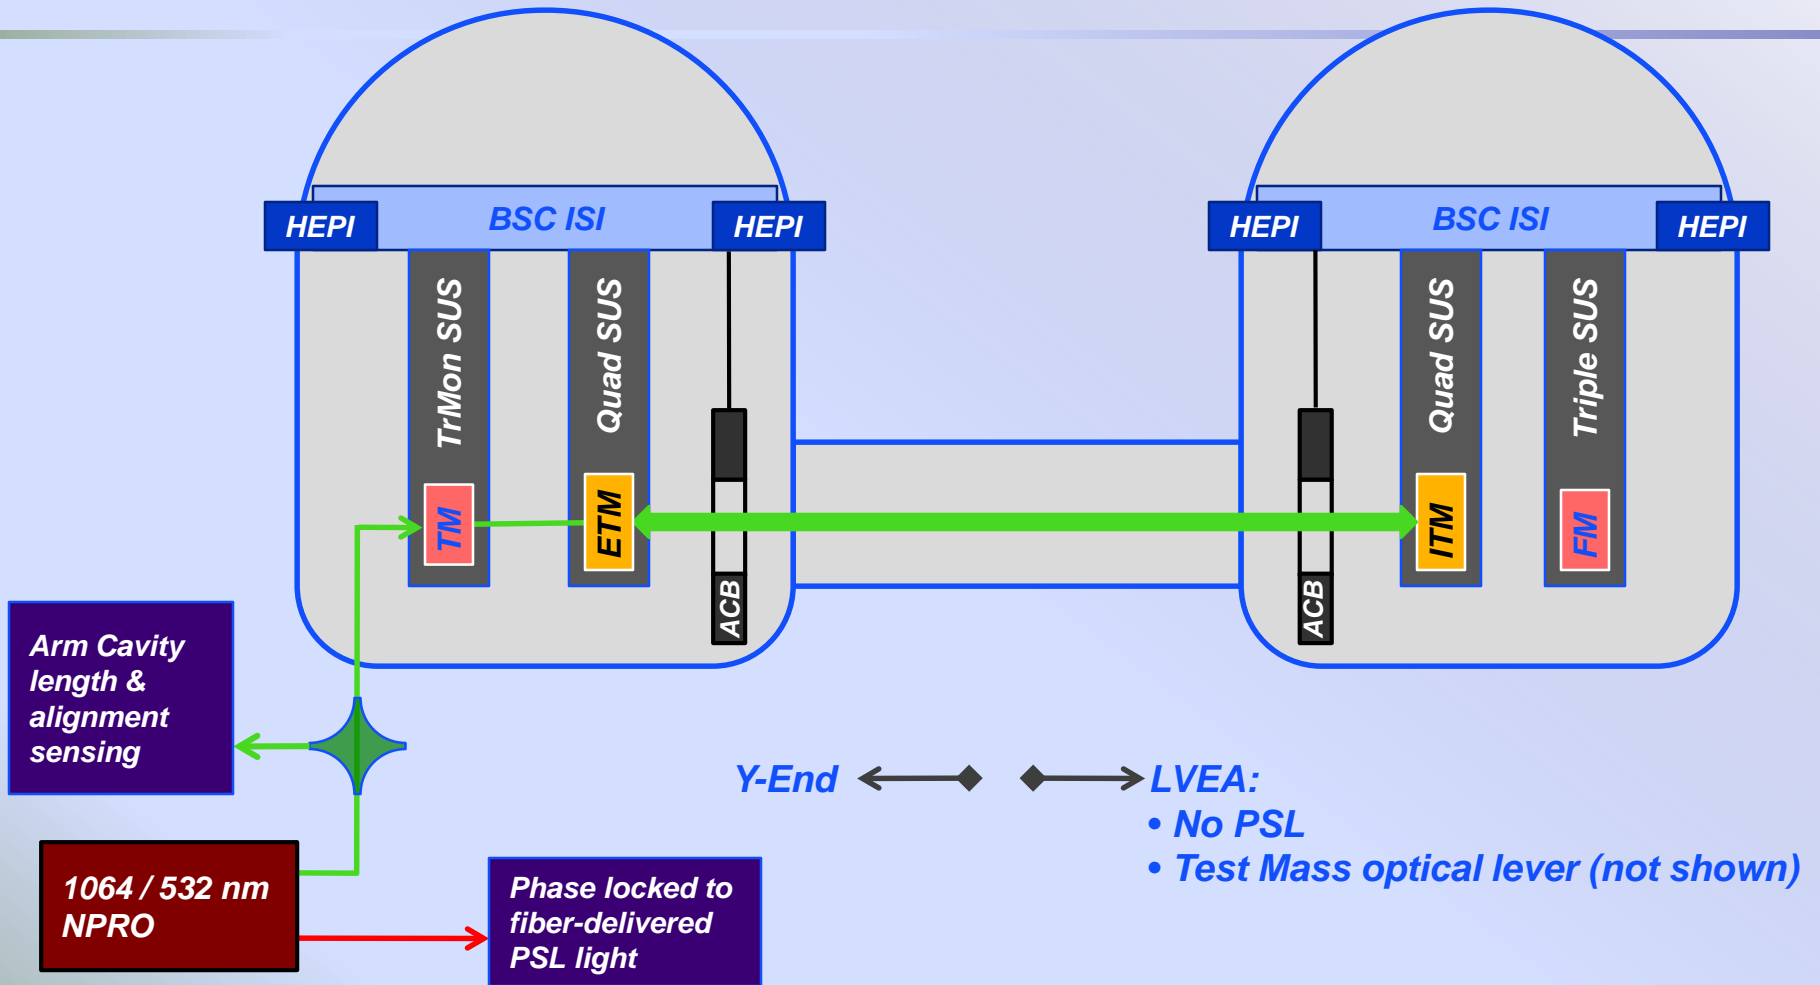 HEPI
BSC ISI
HEPI
TrMon SUS
Quad SUS
TM
ETM
ACB
HEPI
BSC ISI
HEPI
Quad SUS
Triple SUS
ITM
FM
ACB
Arm Cavity
length &
alignment
sensing
1064 / 532 nm
NPRO
Phase locked to
fiber-delivered
PSL light
Y-End
LVEA:
• No PSL
• Test Mass optical lever (not shown)